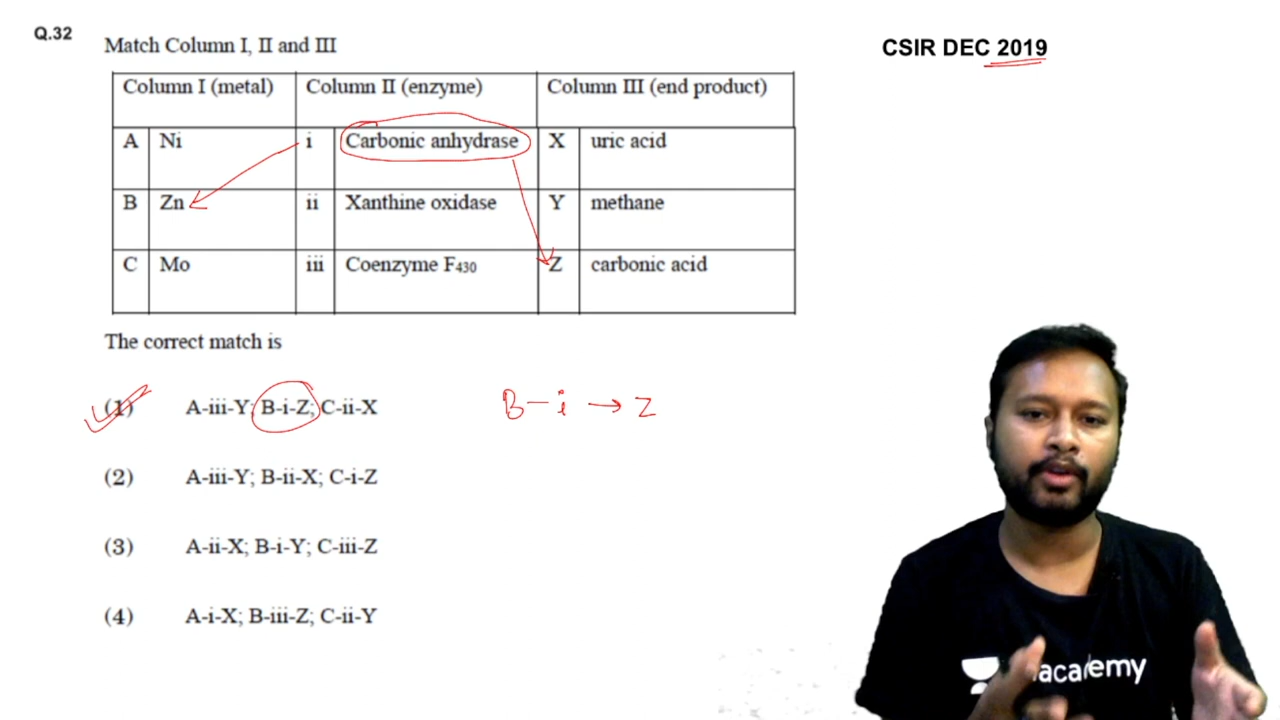 Q.32
Match Column I, II and III
CSIR DEC 2019
Column I (metal) Column II (enzyme) Column III (end product)
A Ni i Carbonic anhydrase X uric acid
B Zn ii Xanthine oxidase Y methane
C Mo iii Coenzyme F430 Z carbonic acid
The correct match is
(1) A-iii-Y; B-i-Z; C-ii-X
B-i → Z
(2) A-iii-Y; B-ii-X; C-i-Z
(3) A-ii-X; B-i-Y; C-iii-Z
(4) A-i-X; B-iii-Z; C-ii-Y
academy